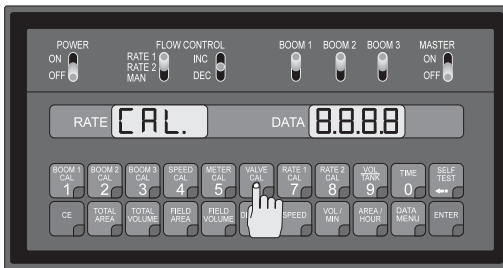 POWER
ON
OFF
FLOW CONTROL
RATE 1
RATE 2
MAN
INC
DEC
BOOM 1 BOOM 2 BOOM 3
MASTER
ON
OFF
RATE CAL. DATA 8.8.8.8
BOOM 1 CAL 1
BOOM 2 CAL 2
BOOM 3 CAL 3
SPEED CAL 4
METER CAL 5
VALVE CAL
RATE 1 CAL 7
RATE 2 CAL 8
VOL TANK 9
TIME 0
SELF TEST
CE
TOTAL AREA
TOTAL VOLUME
FIELD AREA
FIELD VOLUME
SPEED
VOL / MIN
AREA / HOUR
DATA MENU
ENTER